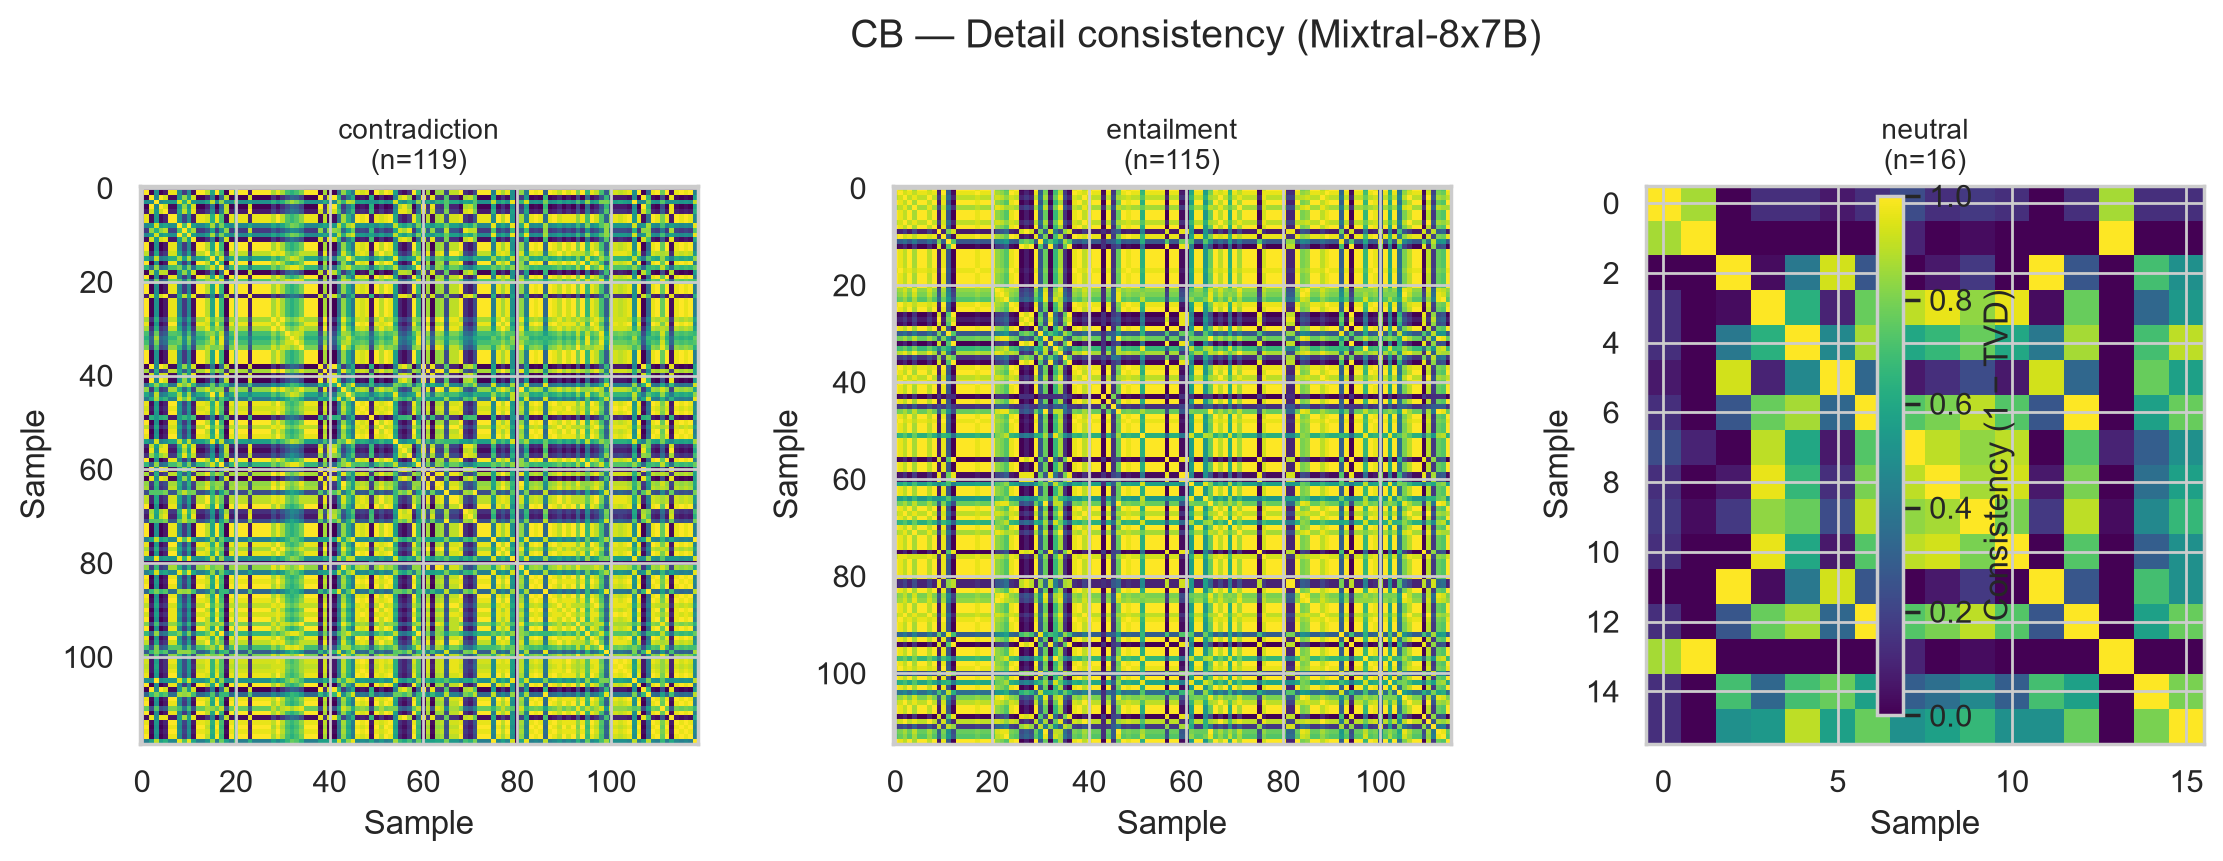 CB — Detail consistency (Mixtral-8x7B)
contradiction
(n=119)
0
20
40
60
80
100
Sample
0 20 40 60 80 100
Sample
entailment
(n=115)
0
20
40
60
80
100
Sample
0 20 40 60 80 100
Sample
neutral
(n=16)
0
2
4
6
8
10
12
14
Sample
0 5 10 15
Sample
1.0
0.8
0.6
0.4
0.2
0.0
Consistency (1 − TVD)